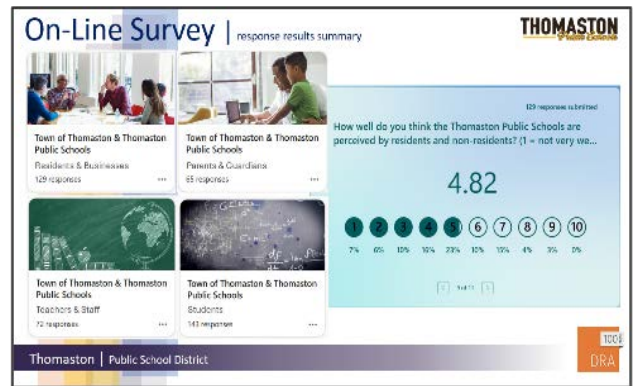 On-Line Survey | response results summary
THOMASTON
Public Schools
Town of Thomaston & Thomaston
Public Schools
Residents & Businesses
129 responses
Town of Thomaston & Thomaston
Public Schools
Parents & Guardians
65 responses
Town of Thomaston & Thomaston
Public Schools
Teachers & Staff
72 responses
Town of Thomaston & Thomaston
Public Schools
Students
143 responses
129 responses submitted
How well do you think the Thomaston Public Schools are
perceived by residents and non-residents? (1 = not very we...
4.82
1 2 3 4 5 6 7 8 9 10
7% 6% 10% 16% 23% 10% 15% 4% 3% 0%
Thomaston | Public School District
DRA